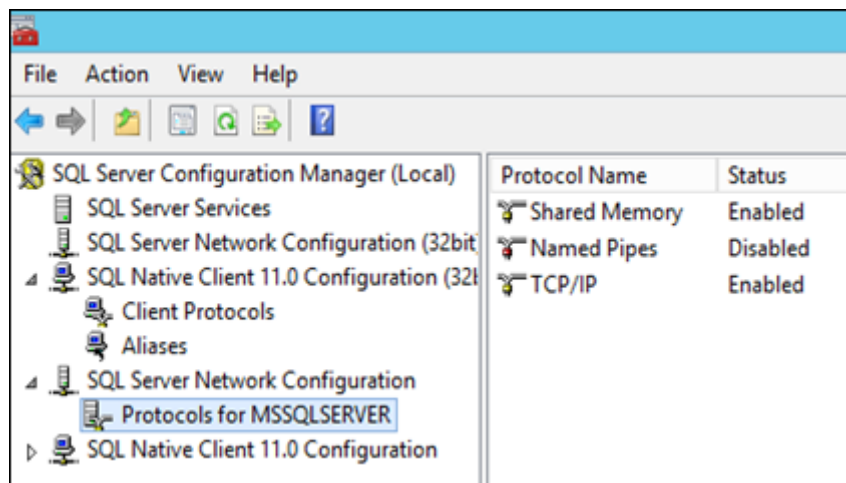 File Action View Help
SQL Server Configuration Manager (Local)
SQL Server Services
SQL Server Network Configuration (32bit
SQL Native Client 11.0 Configuration (32b
Client Protocols
Aliases
SQL Server Network Configuration
Protocols for MSSQLSERVER
SQL Native Client 11.0 Configuration
Protocol Name Status
Shared Memory Enabled
Named Pipes Disabled
TCP/IP Enabled